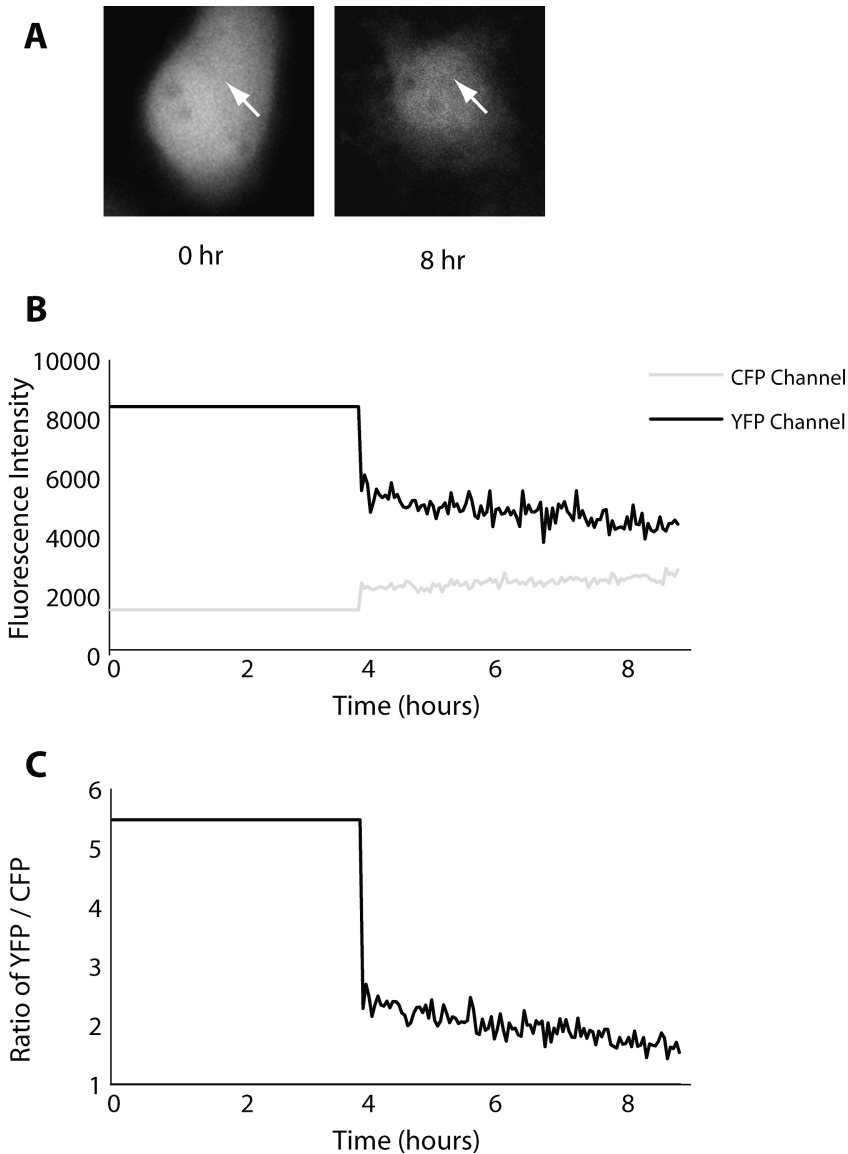 A
0 hr
8 hr
B
10000
8000
6000
4000
2000
0
Fluorescence Intensity
CFP Channel
YFP Channel
0 2 4 6 8
Time (hours)
C
6
5
4
3
2
1
Ratio of YFP / CFP
0 2 4 6 8
Time (hours)